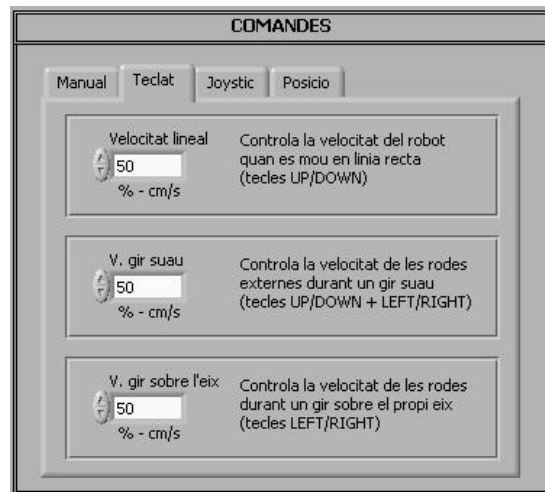 COMANDES
Manual Teclat Joystic Posicio
Velocitat lineal
50
% - cm/s
Controla la velocitat del robot
quan es mou en linia recta
(tecles UP/DOWN)
V. gir suau
50
% - cm/s
Controla la velocitat de les rodes
externes durant un gir suau
(tecles UP/DOWN + LEFT/RIGHT)
V. gir sobre l'eix
50
% - cm/s
Controla la velocitat de les rodes
durant un gir sobre el propi eix
(tecles LEFT/RIGHT)